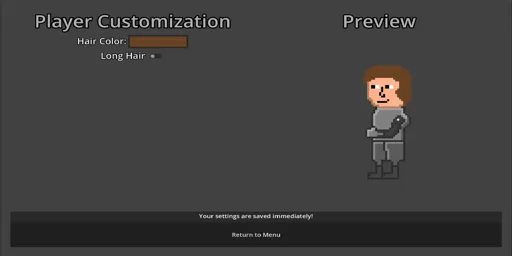 Player Customization
Preview
Hair Color:
Long Hair
Your settings are saved immediately!
Return to Menu